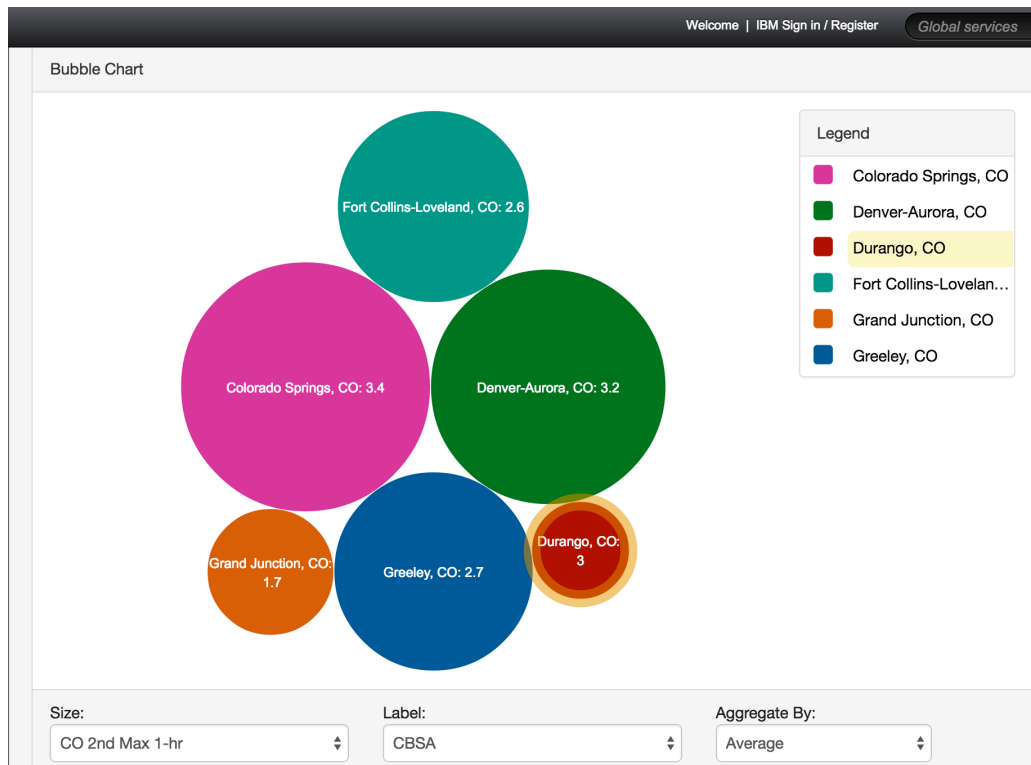 Welcome | IBM Sign in / Register Global services
Bubble Chart
Legend
Colorado Springs, CO
Denver-Aurora, CO
Durango, CO
Fort Collins-Lovelan...
Grand Junction, CO
Greeley, CO
Fort Collins-Loveland, CO: 2.6
Colorado Springs, CO: 3.4
Denver-Aurora, CO: 3.2
Durango, CO:
3
Grand Junction, CO:
1.7
Greeley, CO: 2.7
Size: Label: Aggregate By:
CO 2nd Max 1-hr CBSA Average